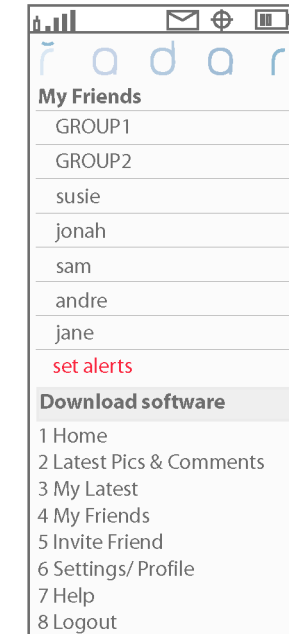 řadar
My Friends
GROUP1
GROUP2
susie
jonah
sam
andre
jane
set alerts
Download software
1 Home
2 Latest Pics & Comments
3 My Latest
4 My Friends
5 Invite Friend
6 Settings/ Profile
7 Help
8 Logout